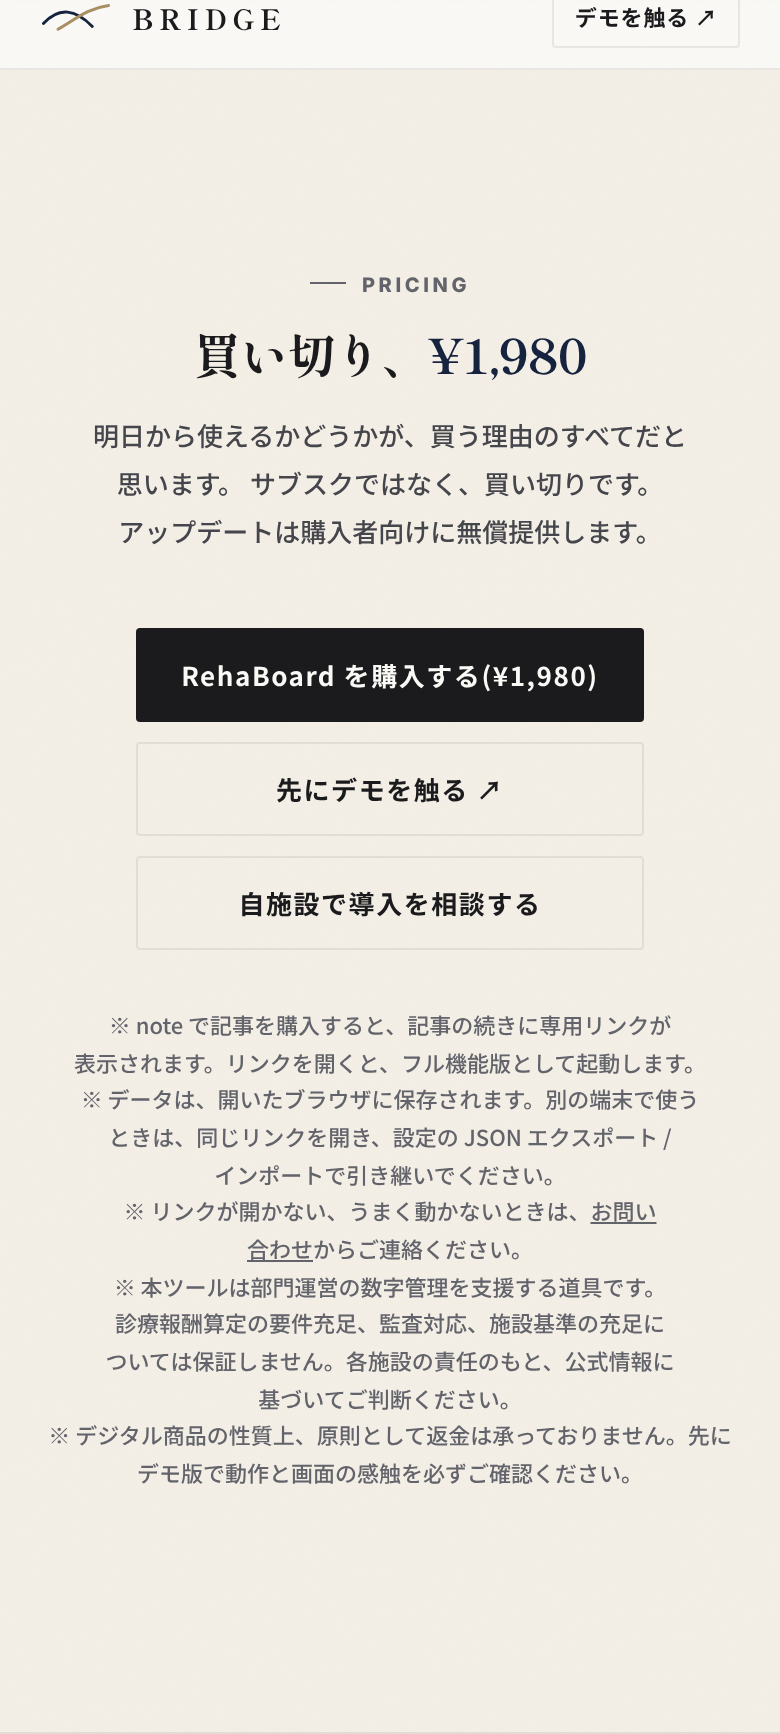 BRIDGE
デモを触る ↗
PRICING
買い切り、¥1,980
明日から使えるかどうかが、買う理由のすべてだと
思います。 サブスクではなく、買い切りです。
アップデートは購入者向けに無償提供します。
RehaBoard を購入する(¥1,980)
先にデモを触る ↗
自施設で導入を相談する
※ note で記事を購入すると、記事の続きに専用リンクが
表示されます。リンクを開くと、フル機能版として起動します。
※ データは、開いたブラウザに保存されます。別の端末で使う
ときは、同じリンクを開き、設定の JSON エクスポート /
インポートで引き継いでください。
※ リンクが開かない、うまく動かないときは、お問い
合わせからご連絡ください。
※ 本ツールは部門運営の数字管理を支援する道具です。
診療報酬算定の要件充足、監査対応、施設基準の充足に
ついては保証しません。各施設の責任のもと、公式情報に
基づいてご判断ください。
※ デジタル商品の性質上、原則として返金は承っておりません。先に
デモ版で動作と画面の感触を必ずご確認ください。